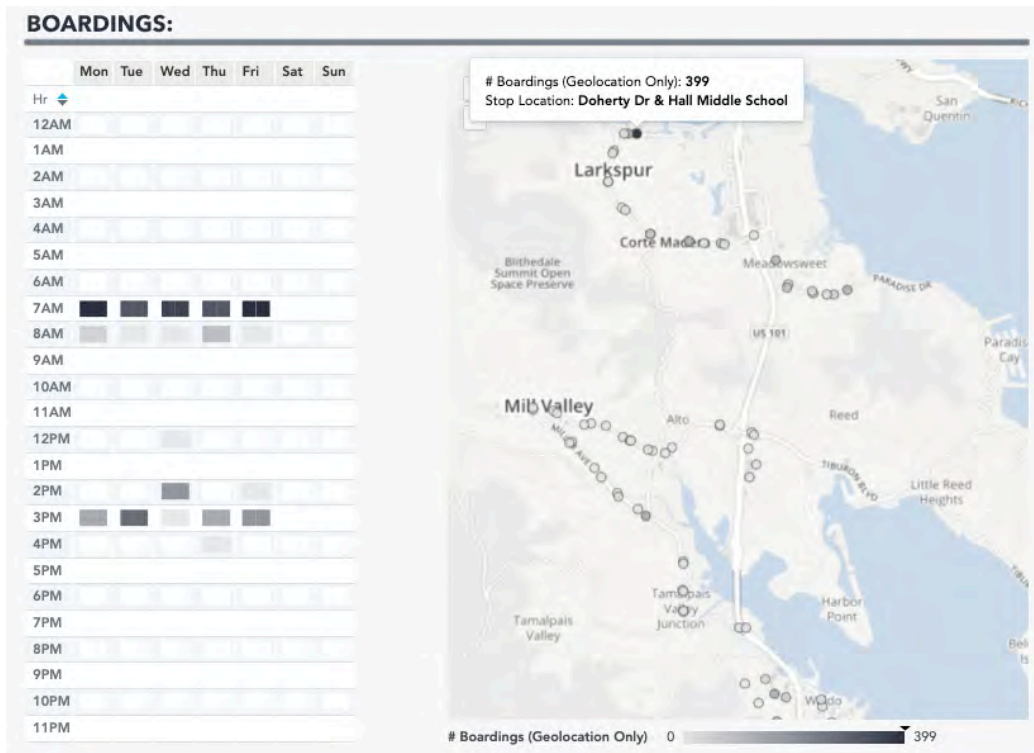 BOARDINGS:
Mon Tue Wed Thu Fri Sat Sun
Hr
12AM
1AM
2AM
3AM
4AM
5AM
6AM
7AM
8AM
9AM
10AM
11AM
12PM
1PM
2PM
3PM
4PM
5PM
6PM
7PM
8PM
9PM
10PM
11PM
# Boardings (Geolocation Only): 399
Stop Location: Doherty Dr & Hall Middle School
San
Quentin
Larkspur
Corte Madera
Meadowsweet
Blithedale
Summit Open
Space Preserve
PARADISE DR
US 101
Paradis
Cay
Mill Valley
Alto
Reed
TIBURON BLVD
Little Reed
Heights
Tamalpais
Valley
Junction
Tamalpais
Valley
Harbor
Point
Waldo
# Boardings (Geolocation Only) 0 399